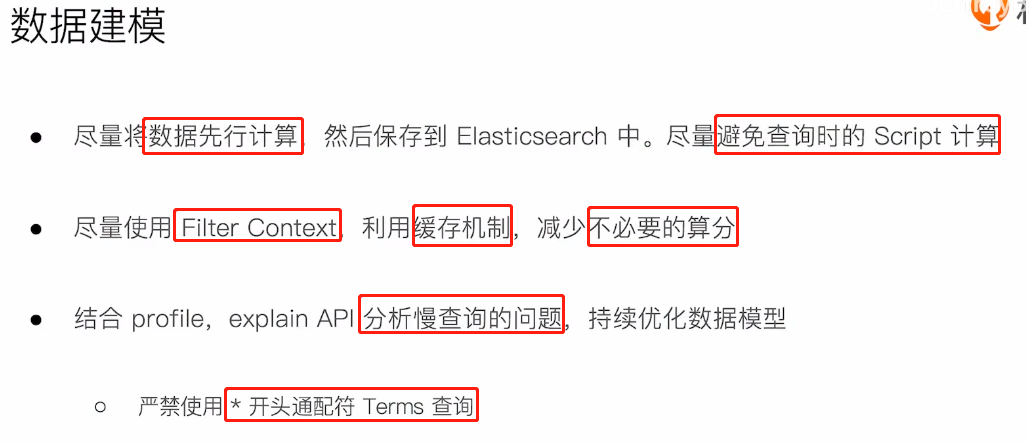 数据建模
● 尽量将数据先行计算，然后保存到 Elasticsearch 中。尽量避免查询时的 Script 计算
● 尽量使用 Filter Context，利用缓存机制，减少不必要的算分
● 结合 profile，explain API 分析慢查询的问题，持续优化数据模型
○ 严禁使用 * 开头通配符 Terms 查询